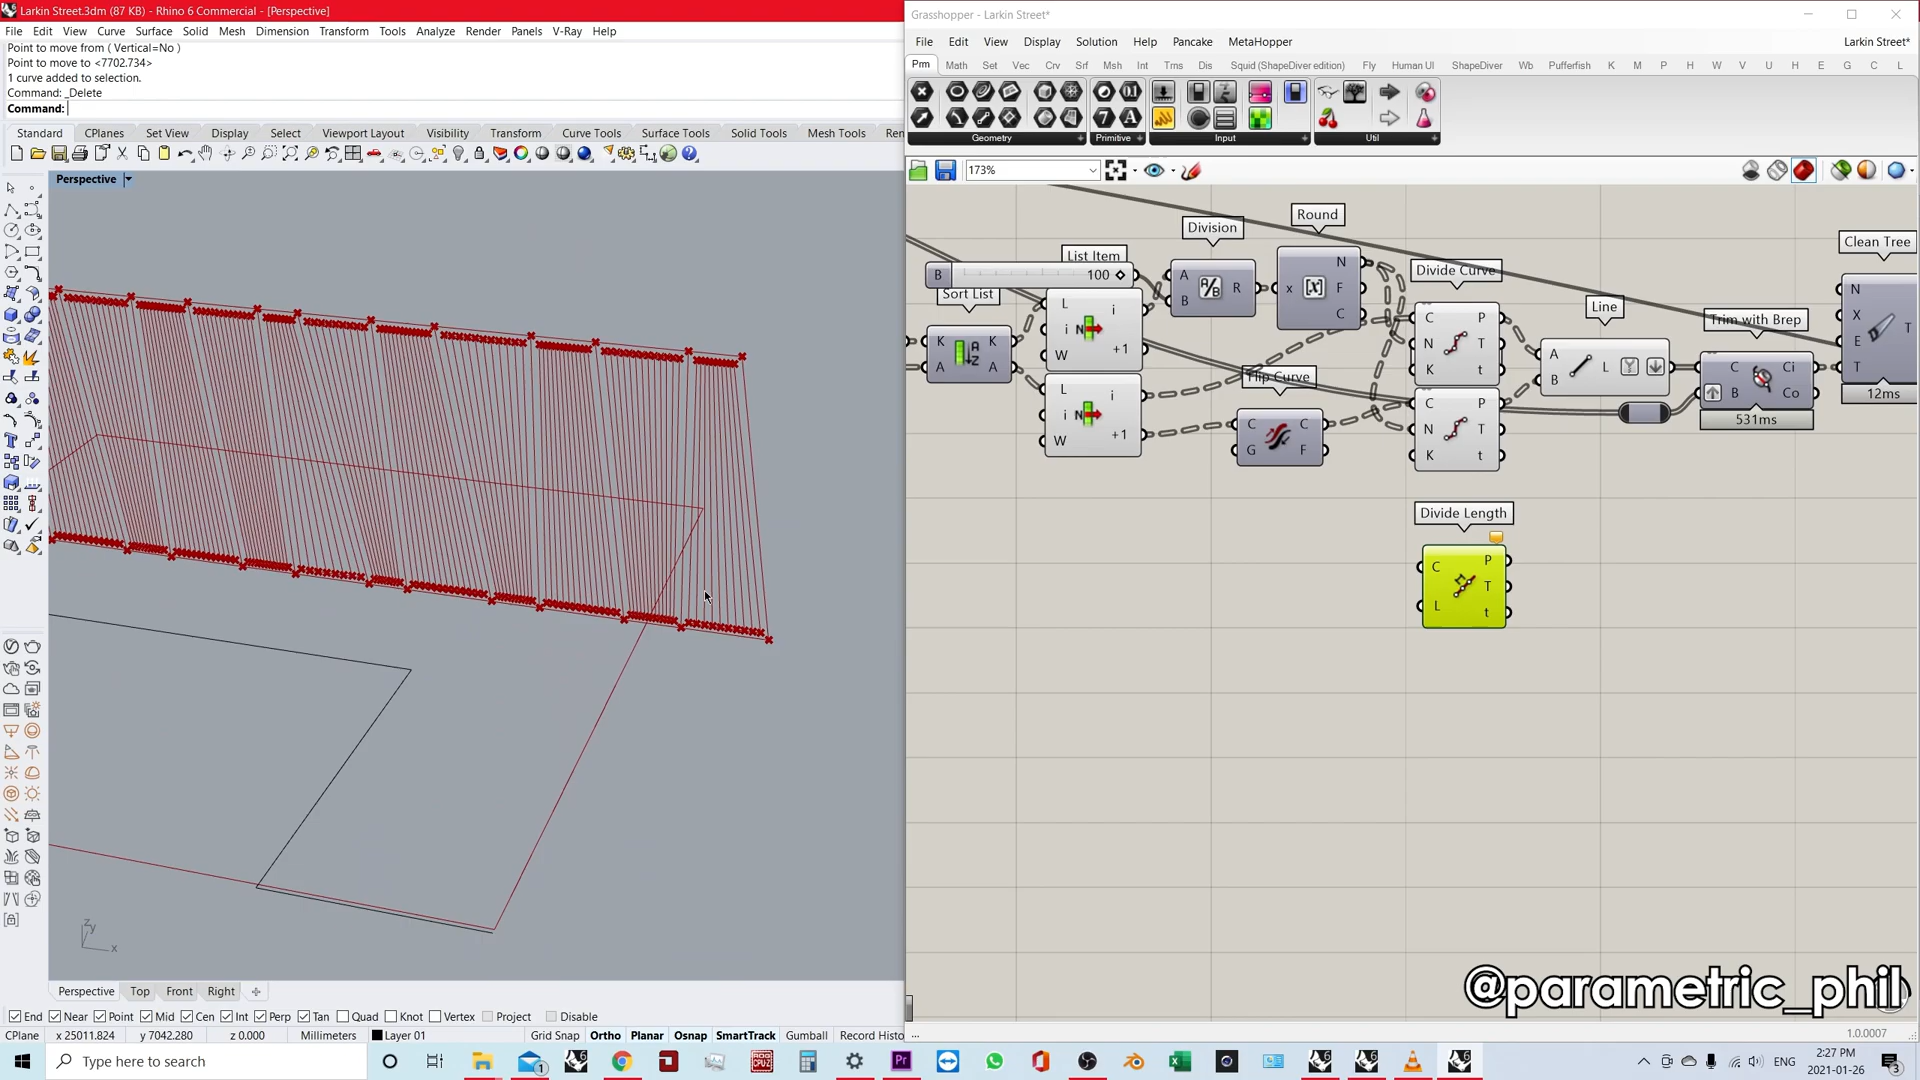 Larkin Street.3dm (87 KB) - Rhino 6 Commercial - [Perspective]
File Edit View Curve Surface Solid Mesh Dimension Transform Tools Analyze Render Panels V-Ray Help
Point to move from ( Vertical=No )
Point to move to <7702.734>
1 curve added to selection.
Command: _Delete
Command:
Standard CPlanes Set View Display Select Viewport Layout Visibility Transform Curve Tools Surface Tools Solid Tools Mesh Tools Ren
Perspective
z y x
Perspective Top Front Right
End Near Point Mid Cen Int Perp Tan Quad Knot Vertex Project Disable
CPlane x 25011.824 y 7042.280 z 0.000 Millimeters Layer 01 Grid Snap Ortho Planar Osnap SmartTrack Gumball Record Histo
Grasshopper - Larkin Street*
File Edit View Display Solution Help Pancake MetaHopper Larkin Street*
Prm Math Set Vec Crv Srf Msh Int Trns Dis Squid (ShapeDiver edition) Fly Human UI ShapeDiver Wb Pufferfish K M P H W V U H E G C L
Geometry Primitive Input Util
173%
Round
Division
Clean Tree
List Item
Divide Curve
B 100
Sort List
Line
Trim with Brep
A B R
x N F C
L i W i +1
K A K A
C N K P T t
A B L
C B Ci Co
N X E T T
531ms
12ms
Flip Curve
L i W i +1
C G C F
C N K P T t
Divide Length
C L P T t
@parametric_phil
1.0.0007
Type here to search
ENG
2:27 PM
2021-01-26